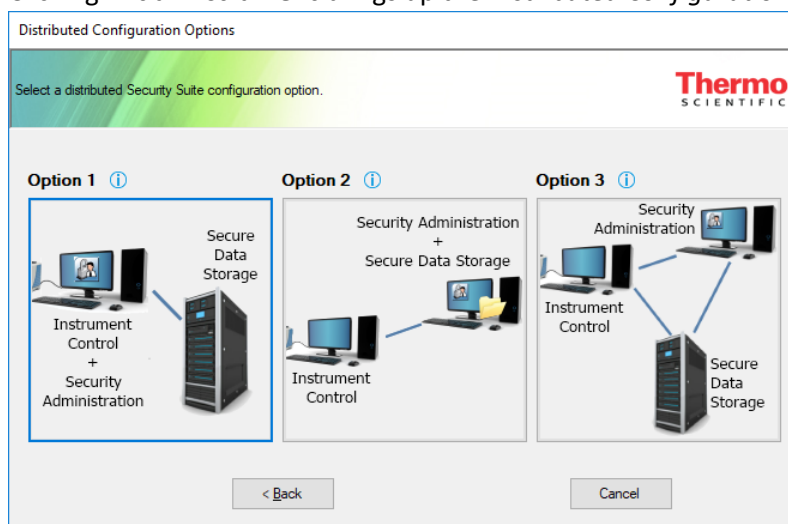 Distributed Configuration Options
Select a distributed Security Suite configuration option.
Thermo
SCIENTIFIC
Option 1
Secure
Data
Storage
Instrument
Control
+
Security
Administration
Option 2
Security Administration
+
Secure Data Storage
Instrument
Control
Option 3
Security
Administration
Instrument
Control
Secure
Data
Storage
< Back
Cancel